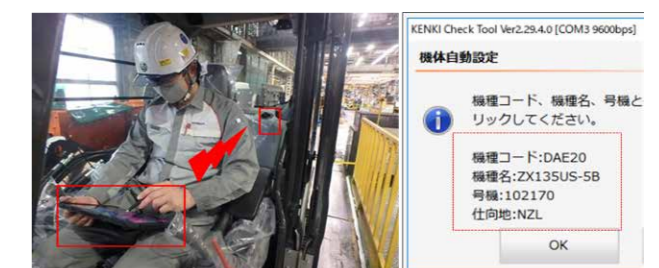 KENKI Check Tool Ver2.29.4.0 [COM3 9600bps]
機体自動設定
機種コード、機種名、号機と
リックしてください。
機種コード:DAE20
機種名:ZX135US-5B
号機:102170
仕向地:NZL
OK